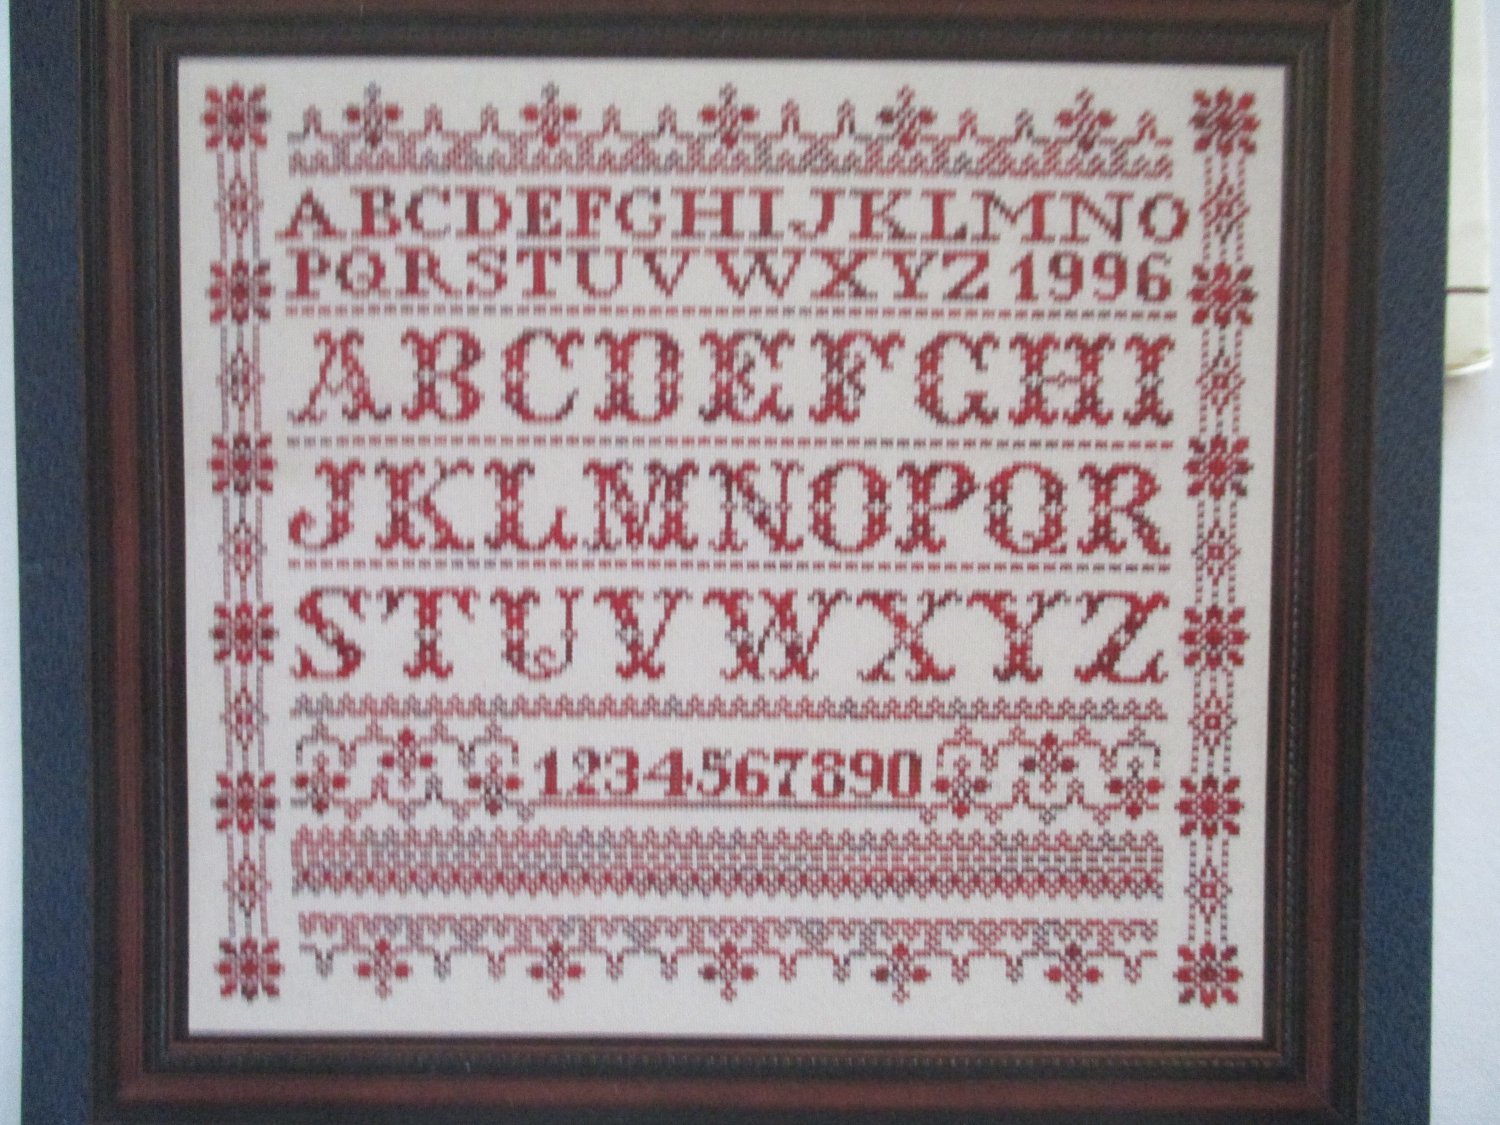 ABCDEFGHIJKLMNO
PQRSTUVWXYZ 1996
ABCDEFGHI
JKLMNOPQR
STUVWXYZ
1234567890